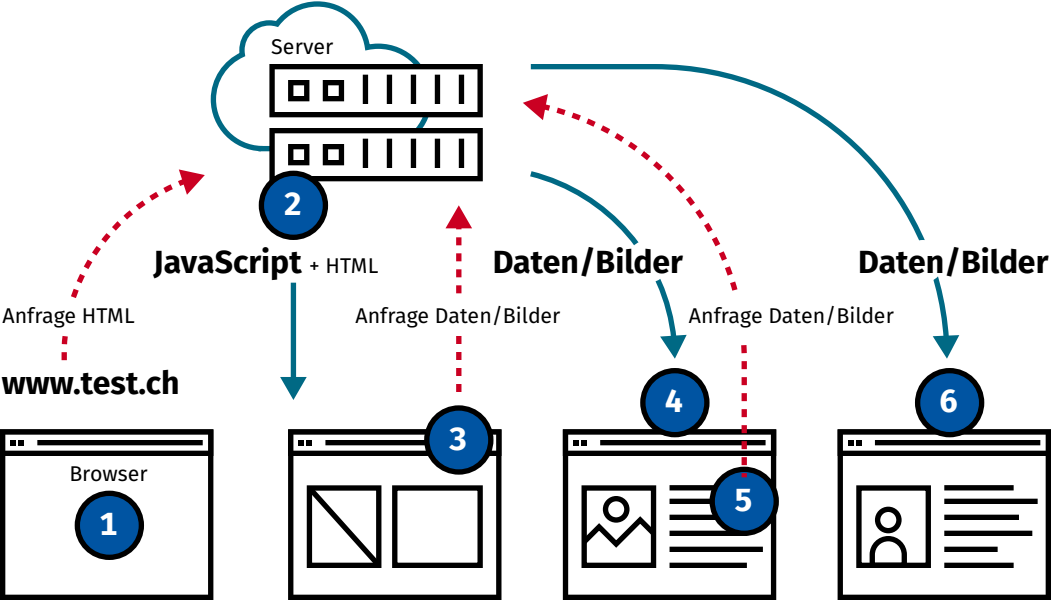 Server
2
JavaScript + HTML
Daten/Bilder
Daten/Bilder
Anfrage HTML
Anfrage Daten/Bilder
Anfrage Daten/Bilder
www.test.ch
4
6
3
Browser
1
5